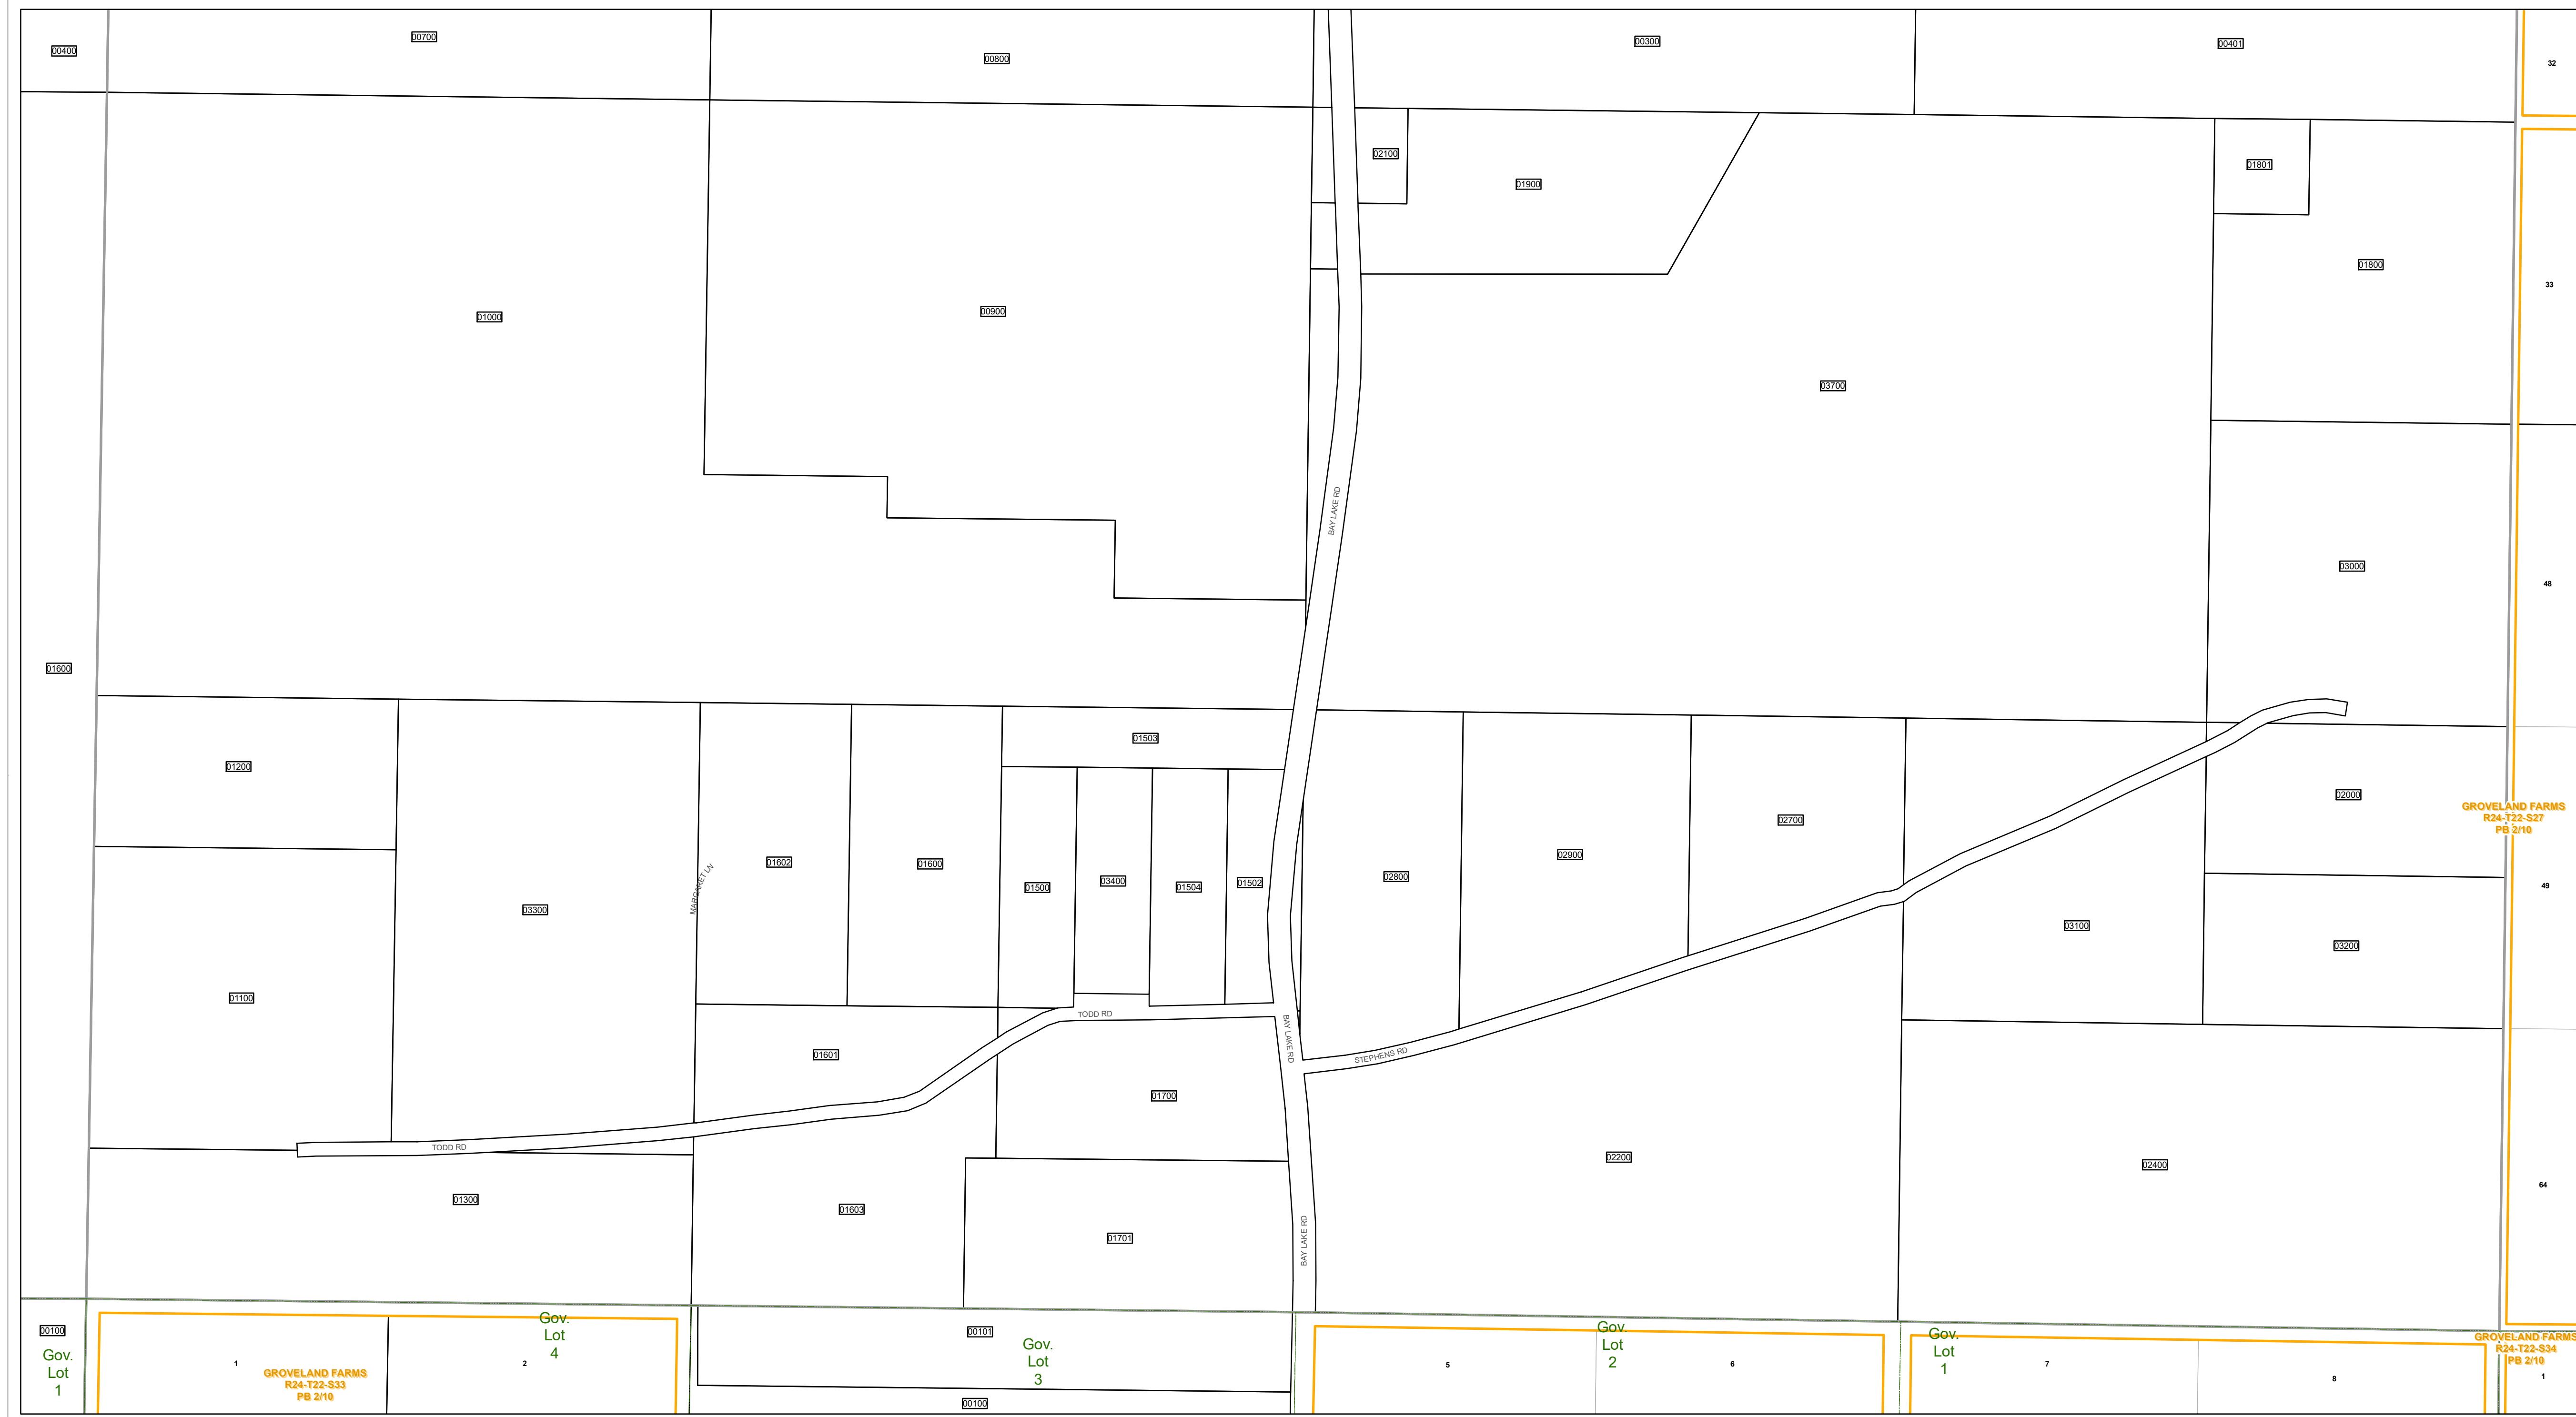 00700
00300
00401
00400
00800
32
02100
01801
01900
01800
33
00900
01000
03700
BAY LAKE RD
03000
48
01600
01503
01200
02000
GROVELAND FARMS
R24-T22-S27
PB 2/10
02700
02900
01602
01600
02800
03400
01502
01500
01504
49
MARGARET LN
03300
03100
03200
01100
TODD RD
BAY LAKE RD
01601
STEPHENS RD
01700
TODD RD
02200
02400
64
01300
01603
01701
BAY LAKE RD
00100
Gov.
Lot
1
Gov.
Lot
4
00101
Gov.
Lot
3
Gov.
Lot
2
Gov.
Lot
1
GROVELAND FARMS
R24-T22-S34
PB 2/10
1
2
GROVELAND FARMS
R24-T22-S33
PB 2/10
5
6
7
8
1
00100